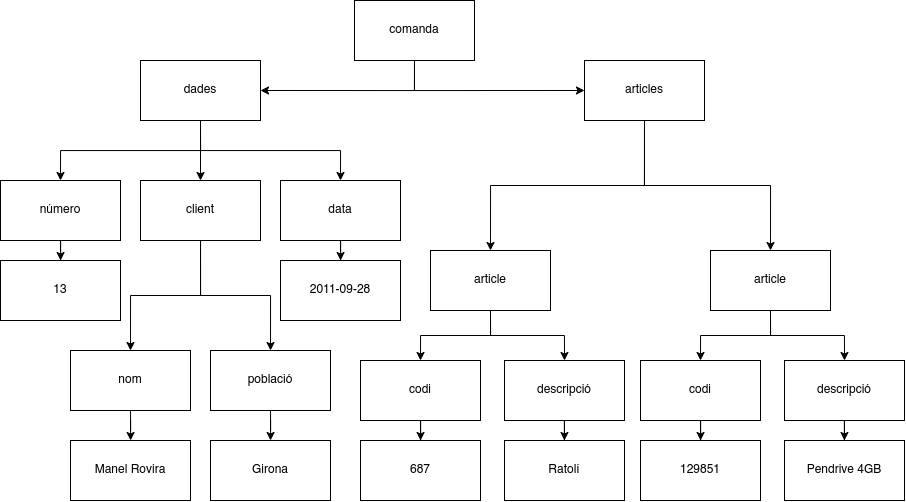 comanda
dades
articles
número
client
data
13
2011-09-28
article
article
nom
població
codi
descripció
codi
descripció
Manel Rovira
Girona
687
Ratolí
129851
Pendrive 4GB